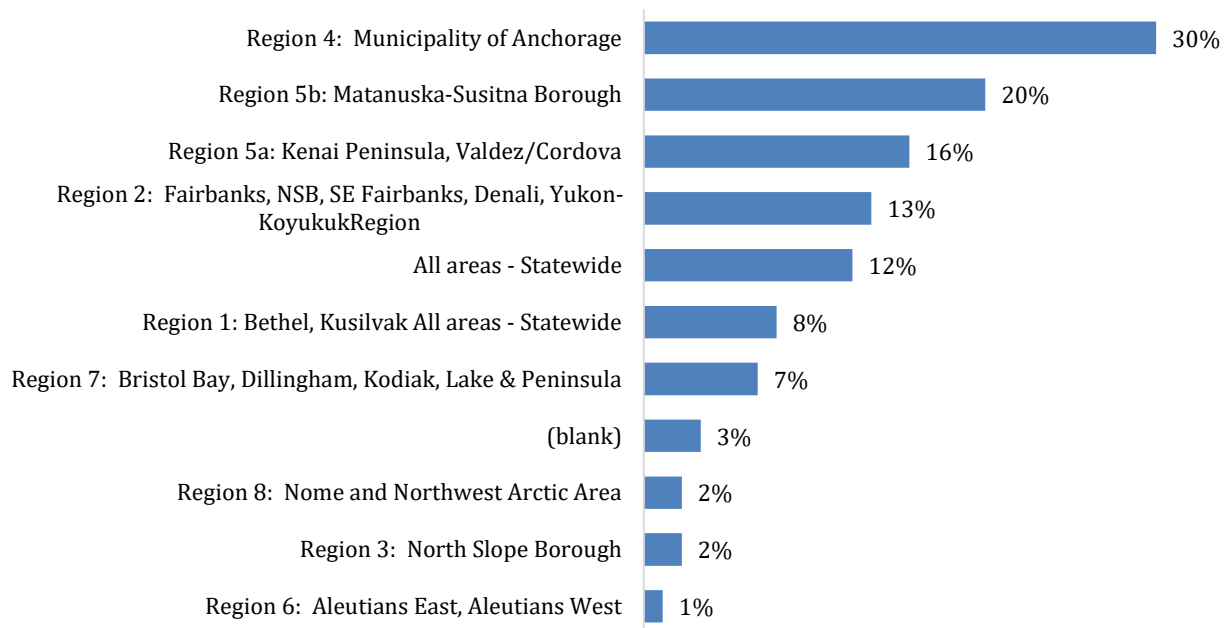 Region 4:  Municipality of Anchorage 30%
Region 5b: Matanuska-Susitna Borough 20%
Region 5a: Kenai Peninsula, Valdez/Cordova 16%
Region 2:  Fairbanks, NSB, SE Fairbanks, Denali, Yukon-
KoyukukRegion 13%
All areas - Statewide 12%
Region 1: Bethel, Kusilvak All areas - Statewide 8%
Region 7:  Bristol Bay, Dillingham, Kodiak, Lake & Peninsula 7%
(blank) 3%
Region 8:  Nome and Northwest Arctic Area 2%
Region 3:  North Slope Borough 2%
Region 6:  Aleutians East, Aleutians West 1%